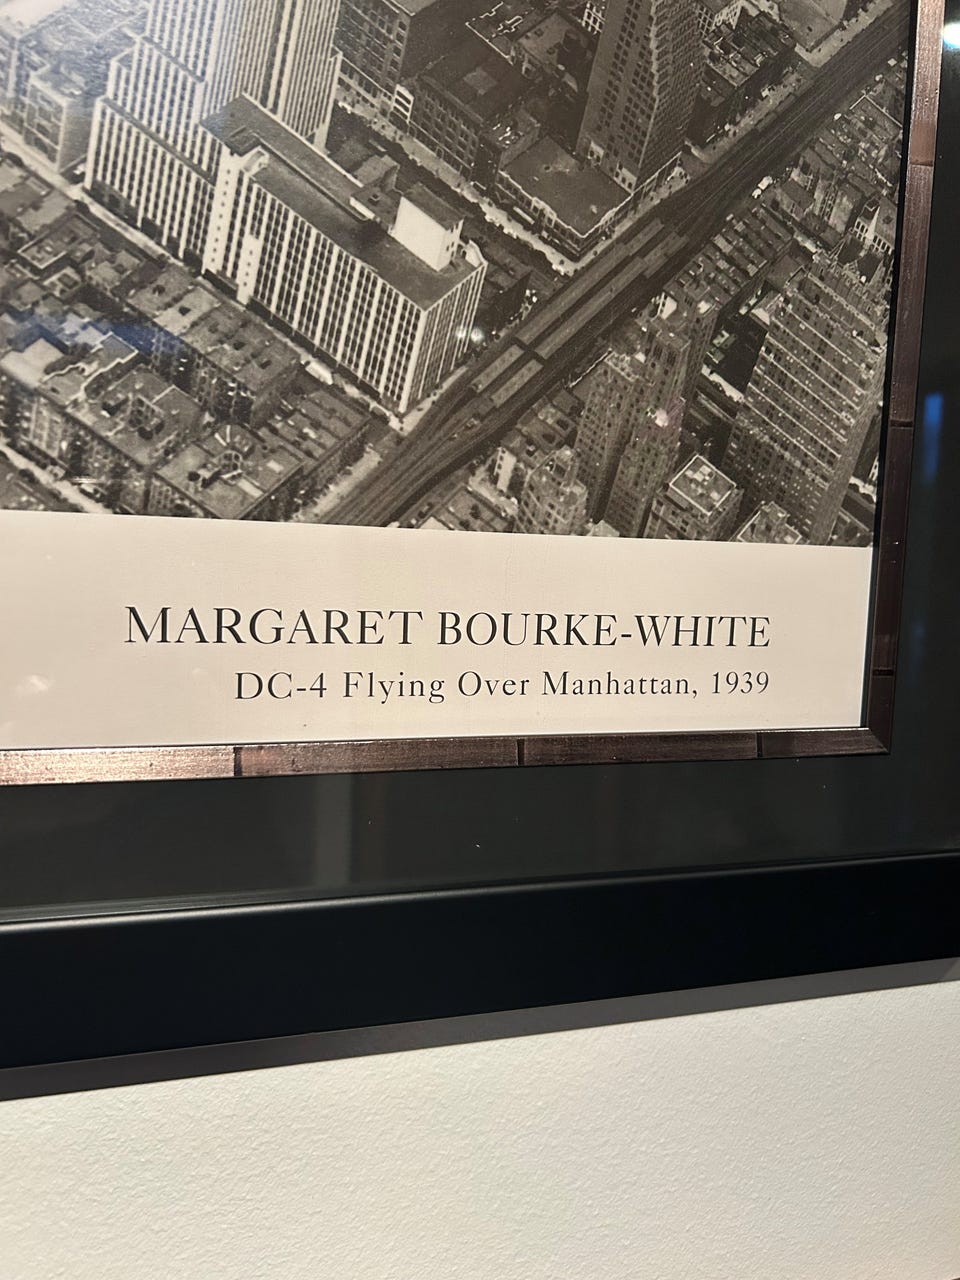 MARGARET BOURKE-WHITE
DC-4 Flying Over Manhattan, 1939